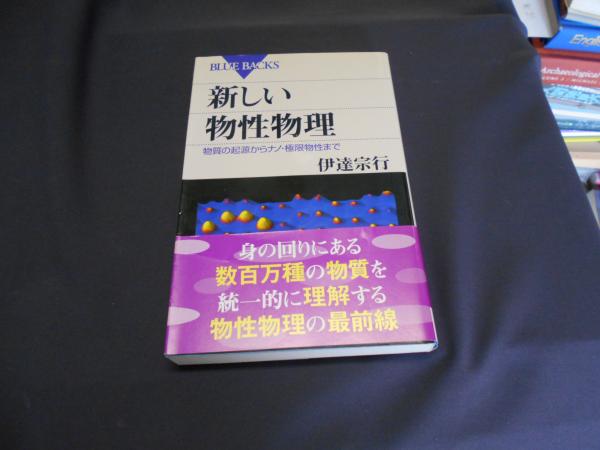 BLUE BACKS
新しい
物性物理
物質の起源からナノ・極限物性まで
伊達宗行
身の回りにある
数百万種の物質を
統一的に理解する
物性物理の最前線
Archaeological